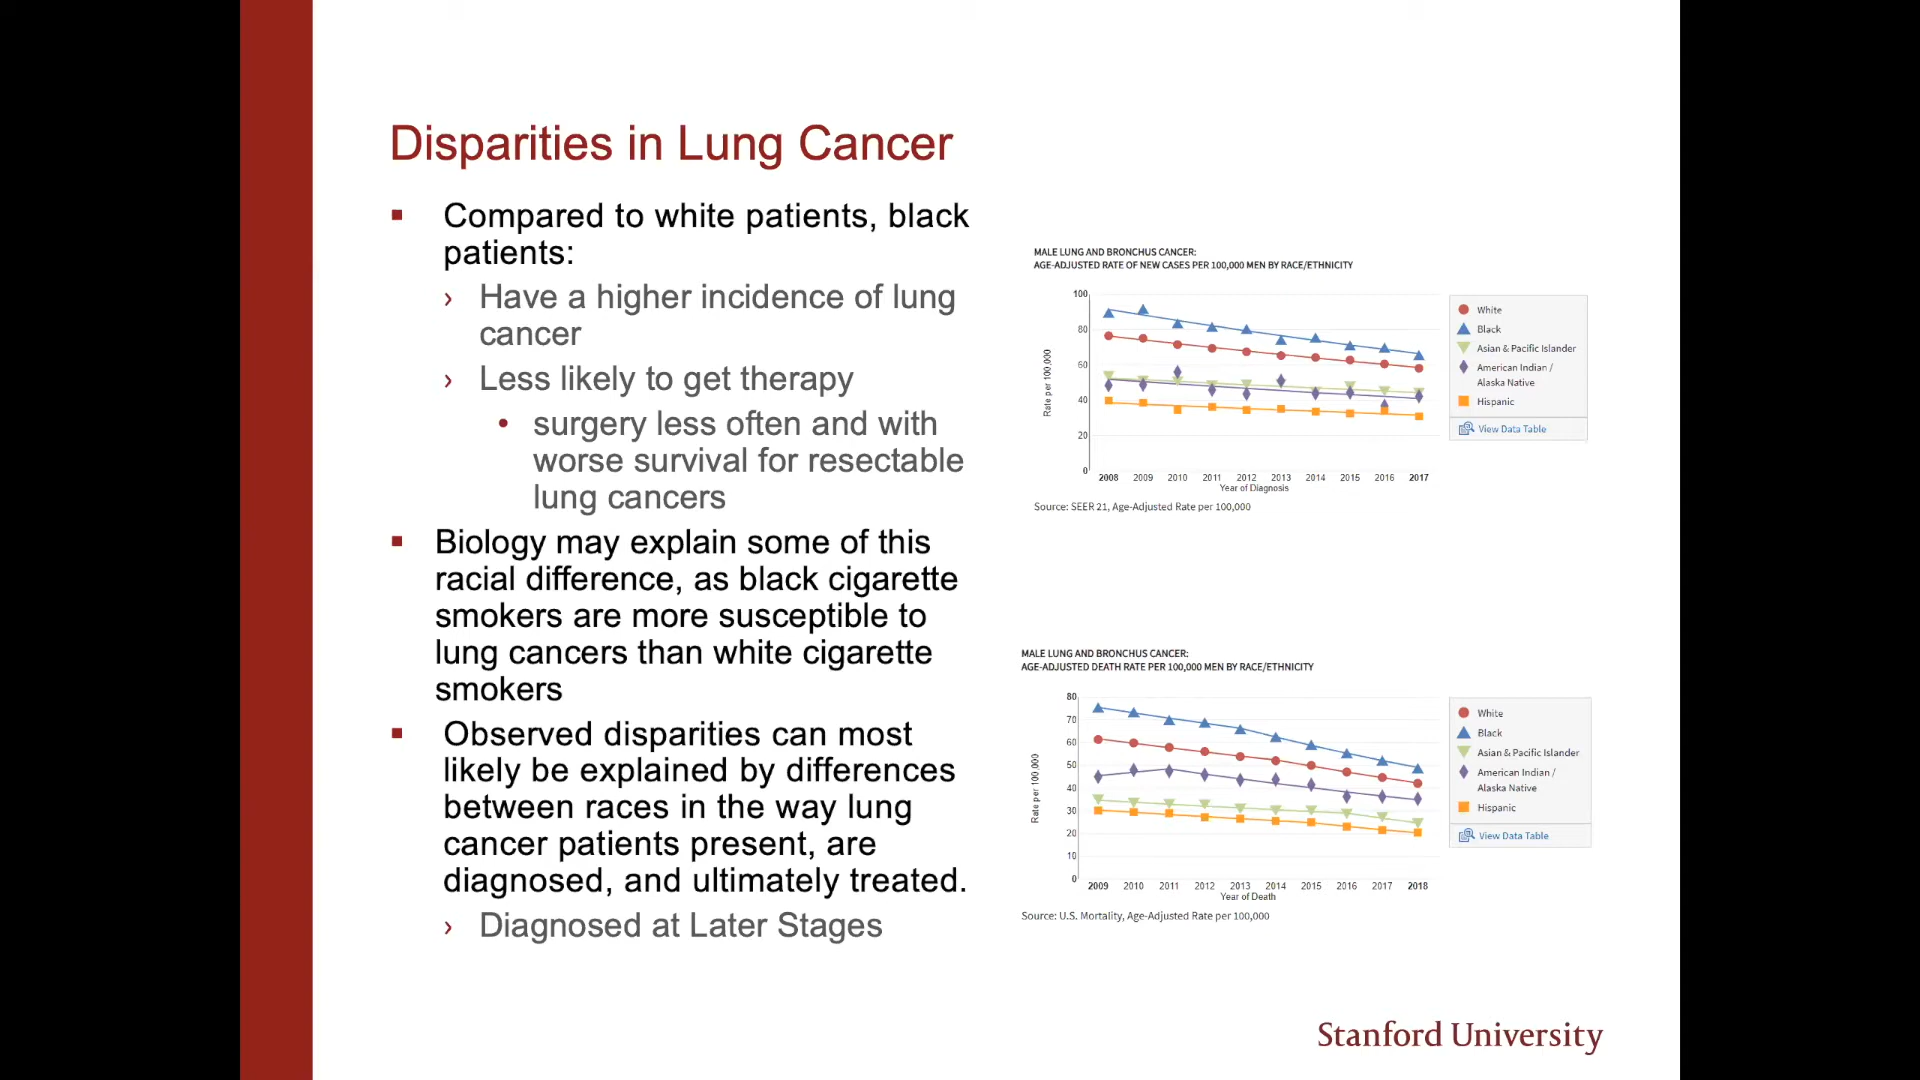 Disparities in Lung Cancer
▪ Compared to white patients, black
patients:
› Have a higher incidence of lung
cancer
› Less likely to get therapy
• surgery less often and with
worse survival for resectable
lung cancers
▪ Biology may explain some of this
racial difference, as black cigarette
smokers are more susceptible to
lung cancers than white cigarette
smokers
▪ Observed disparities can most
likely be explained by differences
between races in the way lung
cancer patients present, are
diagnosed, and ultimately treated.
› Diagnosed at Later Stages
MALE LUNG AND BRONCHUS CANCER:
AGE-ADJUSTED RATE OF NEW CASES PER 100,000 MEN BY RACE/ETHNICITY
Rate per 100,000
100
80
60
40
20
0
2008 2009 2010 2011 2012 2013 2014 2015 2016 2017
Year of Diagnosis
White
Black
Asian & Pacific Islander
American Indian /
Alaska Native
Hispanic
View Data Table
Source: SEER 21, Age-Adjusted Rate per 100,000
MALE LUNG AND BRONCHUS CANCER:
AGE-ADJUSTED DEATH RATE PER 100,000 MEN BY RACE/ETHNICITY
Rate per 100,000
80
70
60
50
40
30
20
10
0
2009 2010 2011 2012 2013 2014 2015 2016 2017 2018
Year of Death
White
Black
Asian & Pacific Islander
American Indian /
Alaska Native
Hispanic
View Data Table
Source: U.S. Mortality, Age-Adjusted Rate per 100,000
Stanford University